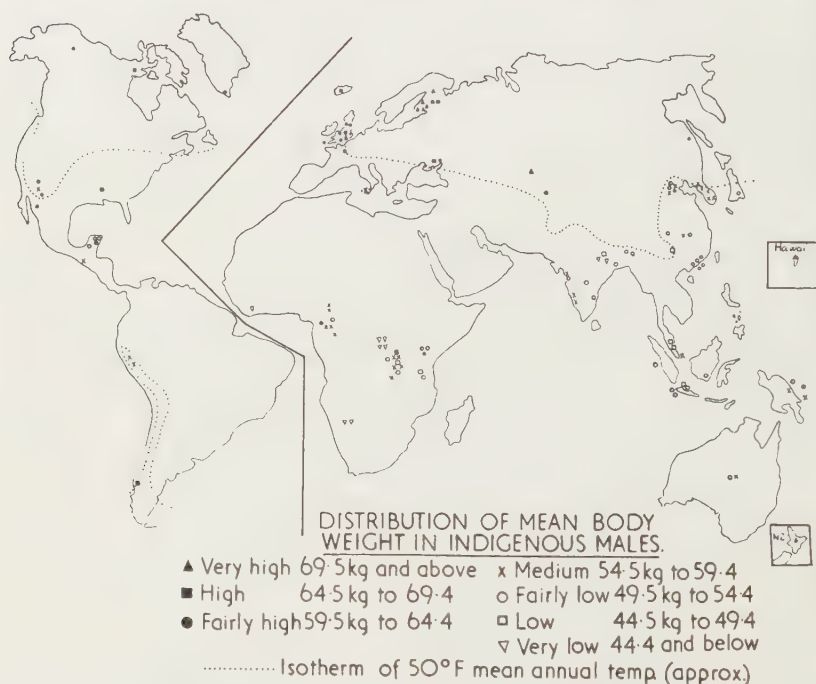 Hawai
N.Z.
DISTRIBUTION OF MEAN BODY
WEIGHT IN INDIGENOUS MALES.
▲ Very high 69·5kg and above
■ High 64·5kg to 69·4
● Fairly high 59·5kg to 64·4
x Medium 54·5kg to 59·4
○ Fairly low 49·5kg to 54·4
□ Low 44·5kg to 49·4
▽ Very low 44·4 and below
.......... Isotherm of 50°F mean annual temp. (approx.)